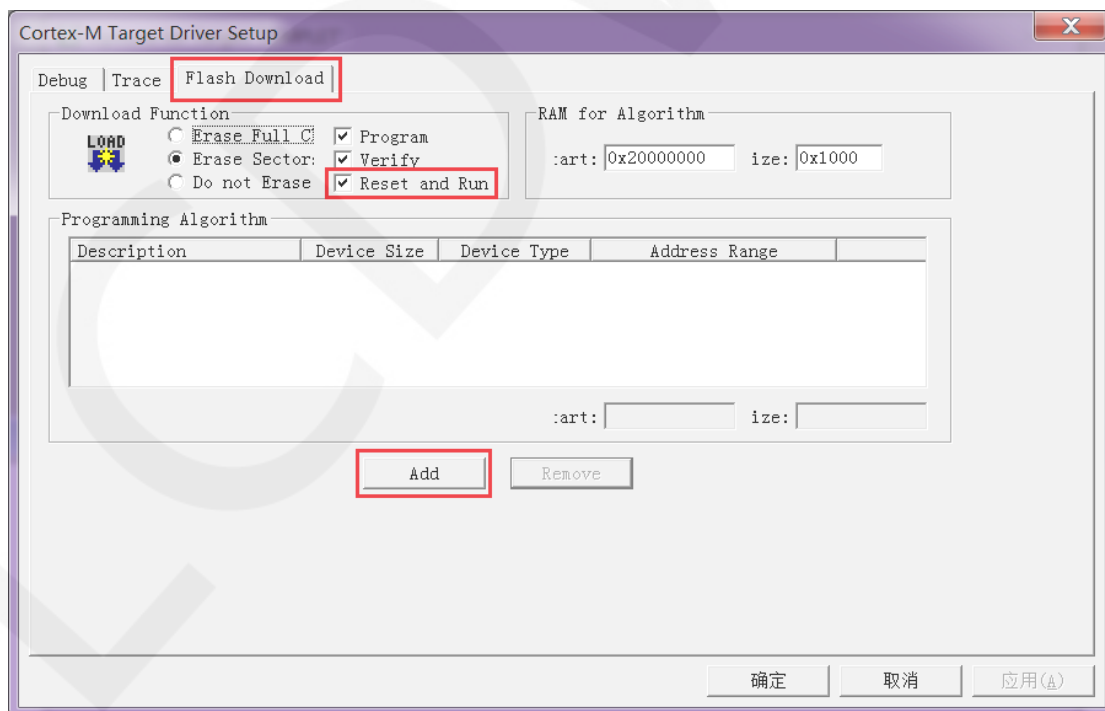 Cortex-M Target Driver Setup
Debug Trace Flash Download
Download Function
LOAD
Erase Full C
Program
Erase Sector:
Verify
Do not Erase
Reset and Run
RAM for Algorithm
:art: 0x20000000 ize: 0x1000
Programming Algorithm
Description Device Size Device Type Address Range
:art: ize:
Add Remove
确定 取消 应用(A)